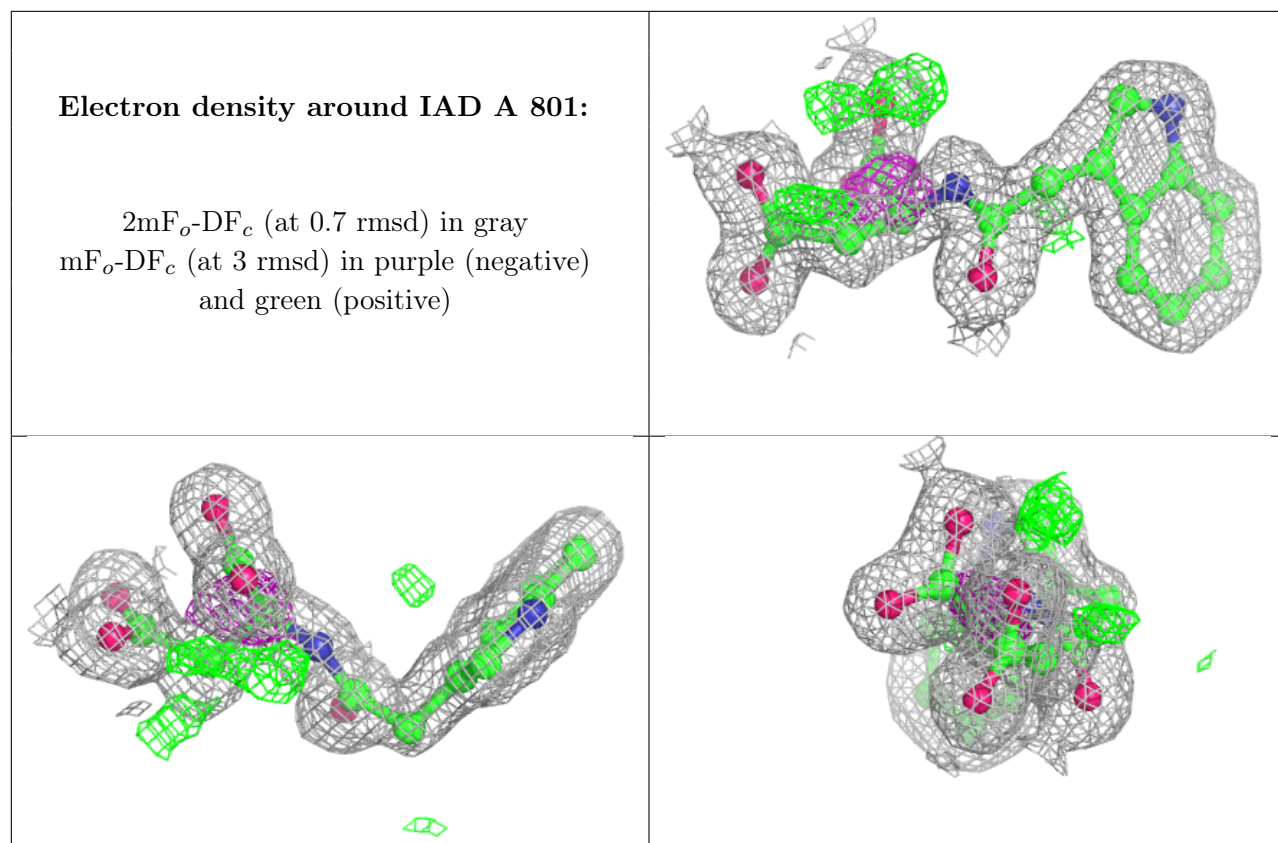 Electron density around IAD A 801:
2mFo-DFc (at 0.7 rmsd) in gray
mFo-DFc (at 3 rmsd) in purple (negative)
and green (positive)